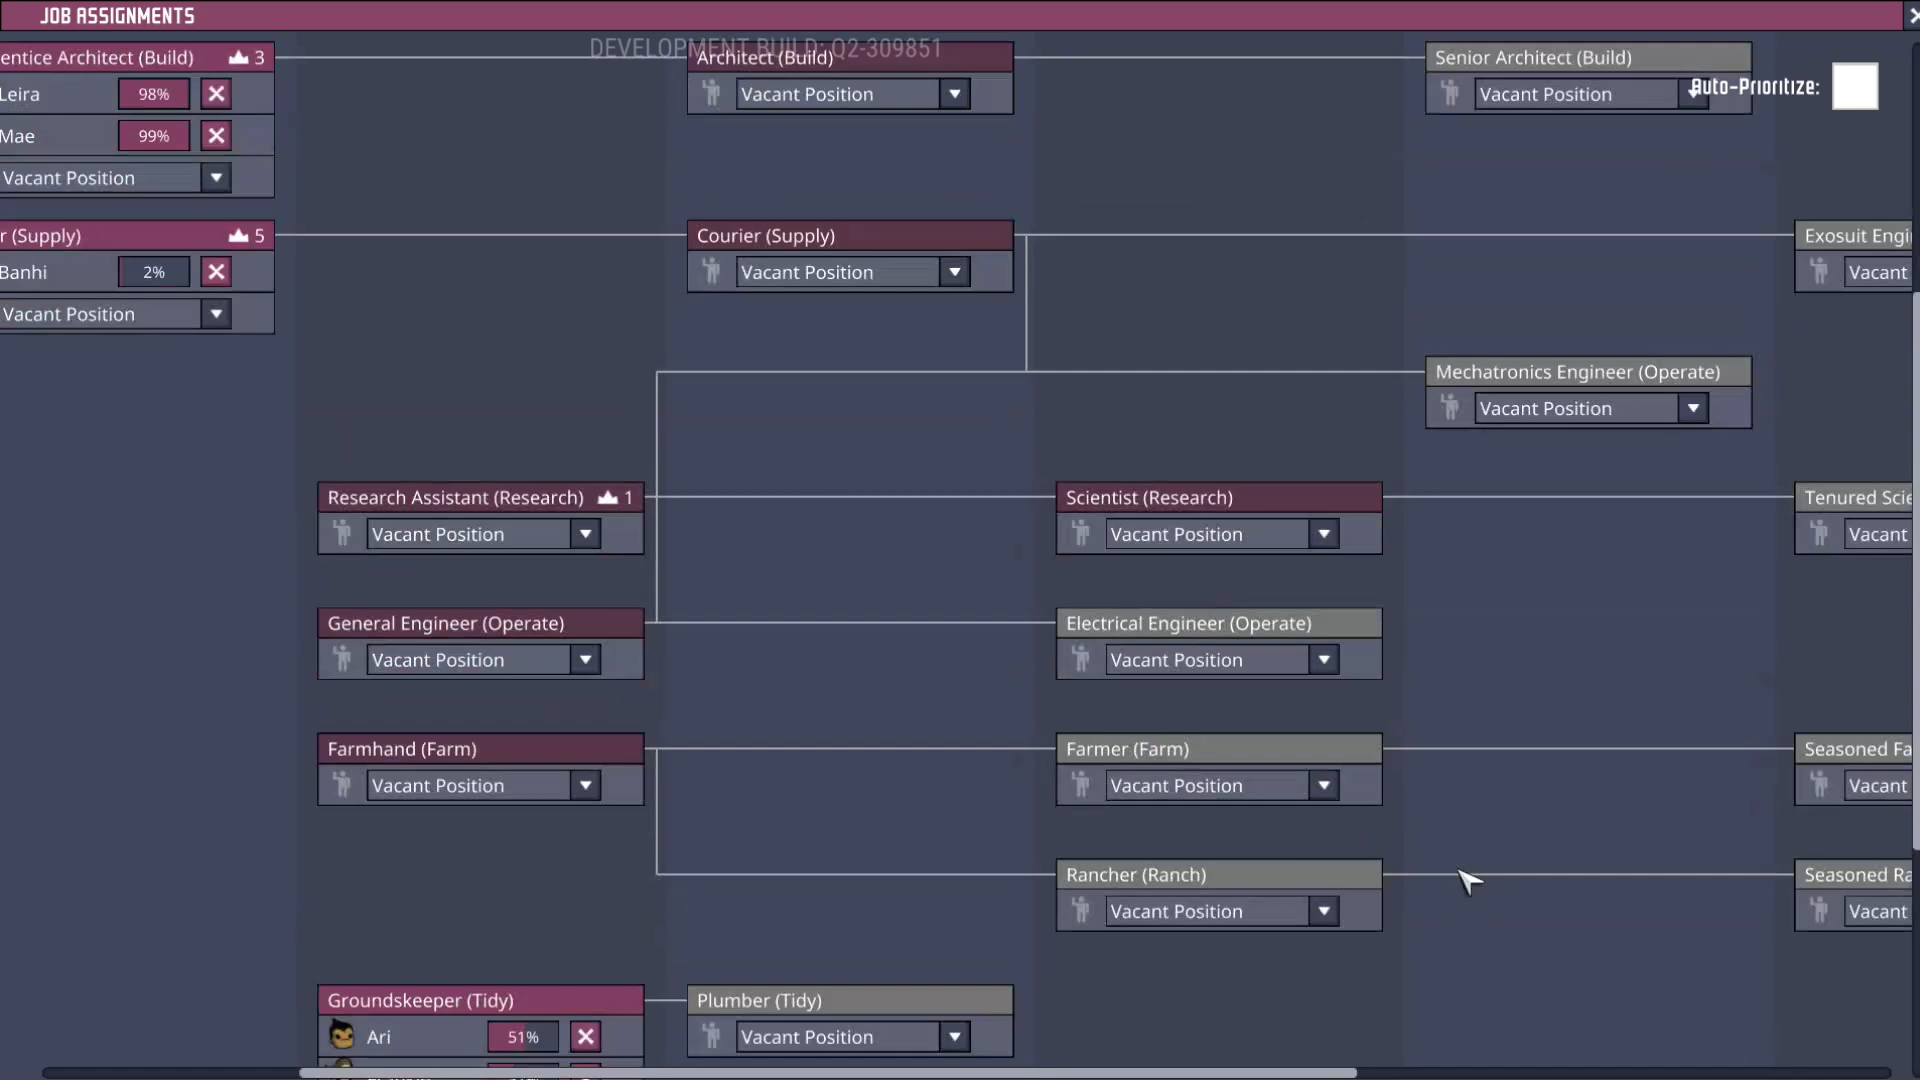 JOB ASSIGNMENTS
DEVELOPMENT BUILD: Q2-309851
entice Architect (Build) 3
Architect (Build)
Senior Architect (Build)
Leira 98%
Vacant Position
Vacant Position
Auto-Prioritize:
Mae 99%
Vacant Position
r (Supply) 5
Courier (Supply)
Exosuit Engi
Banhi 2%
Vacant Position
Vacant
Vacant Position
Mechatronics Engineer (Operate)
Vacant Position
Research Assistant (Research) 1
Scientist (Research)
Tenured Scie
Vacant Position
Vacant Position
Vacant
General Engineer (Operate)
Electrical Engineer (Operate)
Vacant Position
Vacant Position
Farmhand (Farm)
Farmer (Farm)
Seasoned Fa
Vacant Position
Vacant Position
Vacant
Rancher (Ranch)
Seasoned Ra
Vacant Position
Vacant
Groundskeeper (Tidy)
Plumber (Tidy)
Ari 51%
Vacant Position